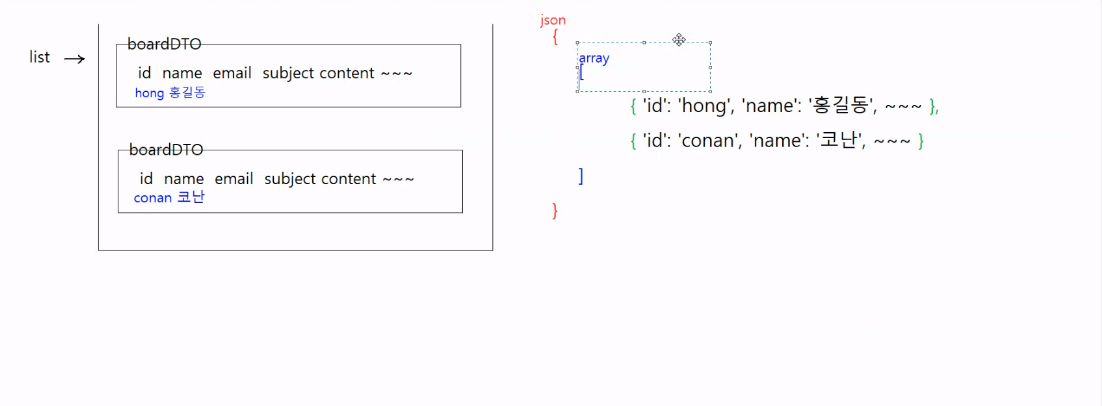 list →
boardDTO
id name email subject content ~~~
hong 홍길동
boardDTO
id name email subject content ~~~
conan 코난
json
{
array
[
{ 'id': 'hong', 'name': '홍길동', ~~~ },
{ 'id': 'conan', 'name': '코난', ~~~ }
]
}